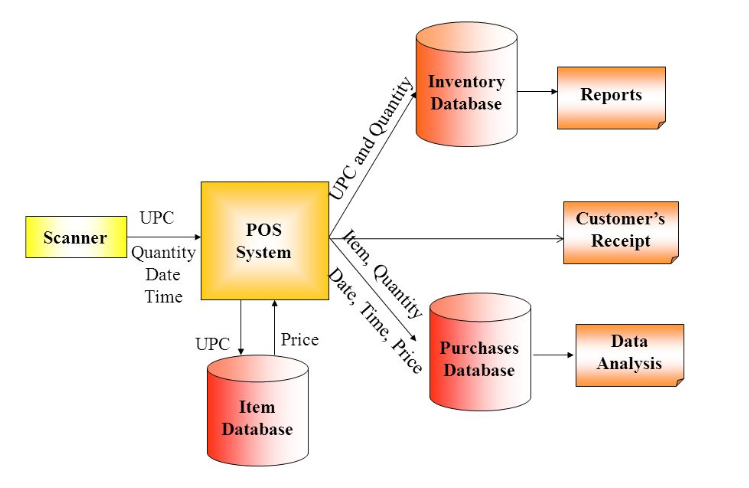 Inventory
Database
Reports
UPC and Quantity
Customer's
Receipt
UPC
Scanner
Quantity
Date
Time
POS
System
Item, Quantity
Date, Time, Price
UPC
Price
Purchases
Database
Data
Analysis
Item
Database